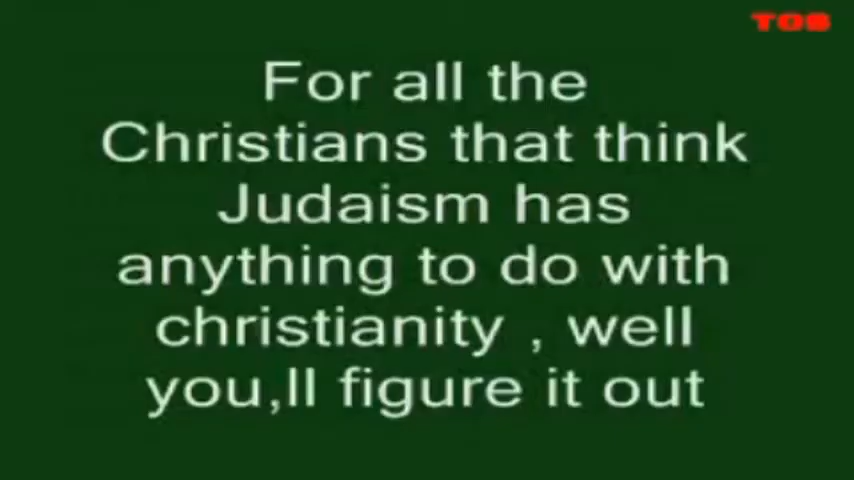 TOB
For all the
Christians that think
Judaism has
anything to do with
christianity , well
you,ll figure it out